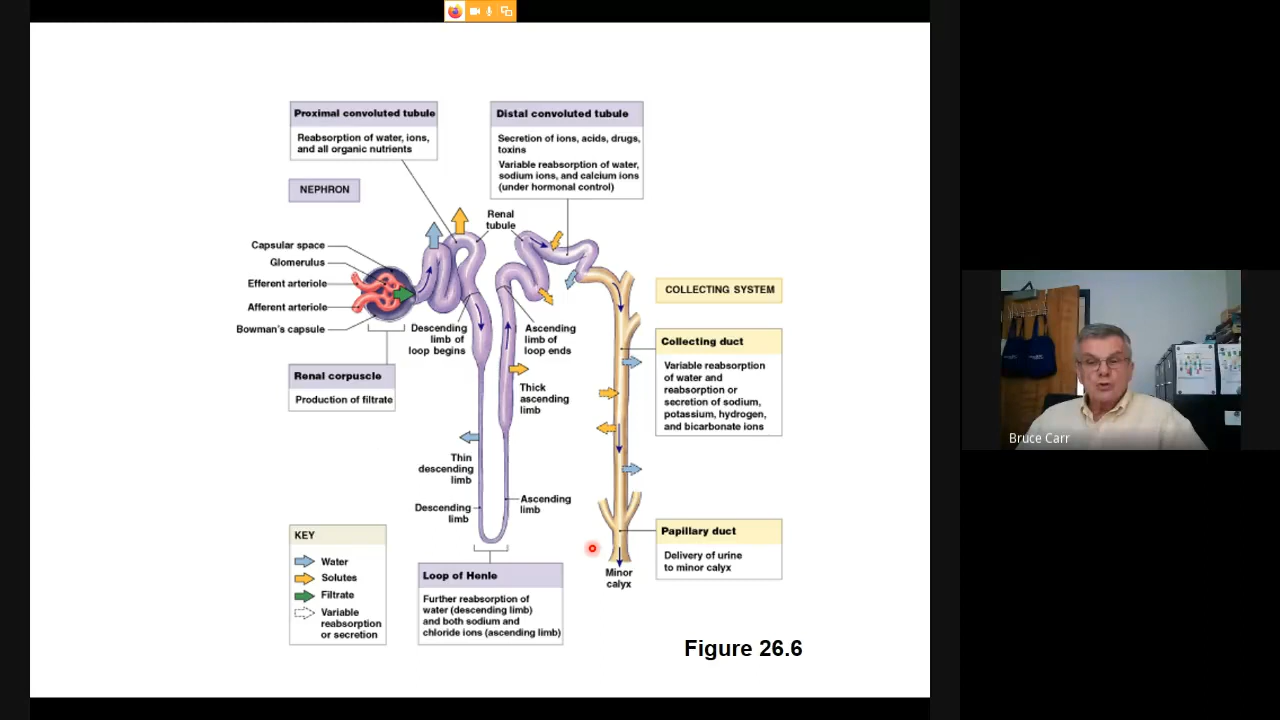 Proximal convoluted tubule
Reabsorption of water, ions,
and all organic nutrients
Distal convoluted tubule
Secretion of ions, acids, drugs,
toxins
Variable reabsorption of water,
sodium ions, and calcium ions
(under hormonal control)
NEPHRON
Renal
tubule
Capsular space
Glomerulus
Efferent arteriole
Afferent arteriole
Bowman's capsule
Descending
limb of
loop begins
Ascending
limb of
loop ends
COLLECTING SYSTEM
Collecting duct
Variable reabsorption
of water and
reabsorption or
secretion of sodium,
potassium, hydrogen,
and bicarbonate ions
Renal corpuscle
Production of filtrate
Thick
ascending
limb
Thin
descending
limb
Descending
limb
Ascending
limb
Papillary duct
Delivery of urine
to minor calyx
Minor
calyx
KEY
Water
Solutes
Filtrate
Variable
reabsorption
or secretion
Loop of Henle
Further reabsorption of
water (descending limb)
and both sodium and
chloride ions (ascending limb)
Figure 26.6
Bruce Carr